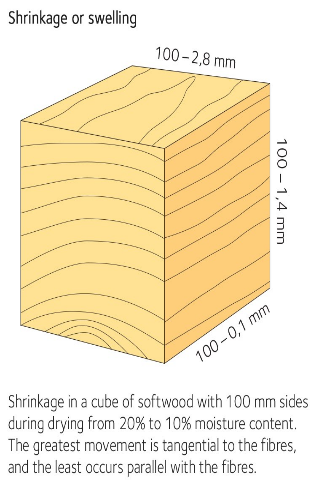 Shrinkage or swelling
100–2,8 mm
100–1,4 mm
100–0,1 mm
Shrinkage in a cube of softwood with 100 mm sides
during drying from 20% to 10% moisture content.
The greatest movement is tangential to the fibres,
and the least occurs parallel with the fibres.